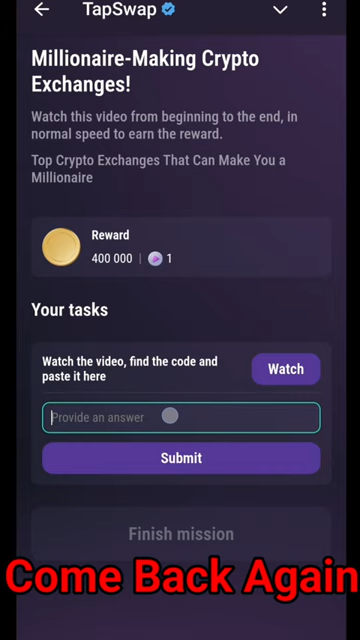 TapSwap
Millionaire-Making Crypto
Exchanges!
Watch this video from beginning to the end, in
normal speed to earn the reward.
Top Crypto Exchanges That Can Make You a
Millionaire
Reward
400 000 | 1
Your tasks
Watch the video, find the code and
paste it here
Watch
Provide an answer
Submit
Finish mission
Come Back Again